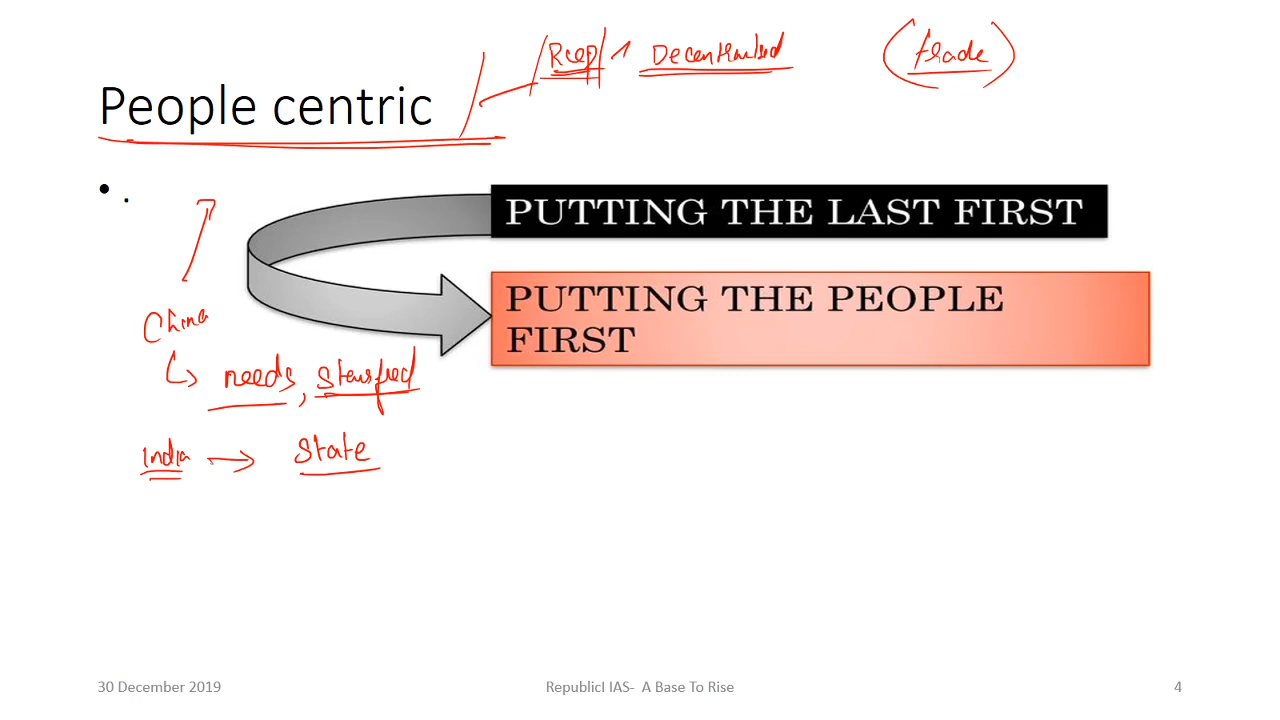 Rcep Decentralised (trade)
People centric
• .
PUTTING THE LAST FIRST
PUTTING THE PEOPLE
FIRST
China
needs,
India → State
30 December 2019
RepublicI IAS- A Base To Rise
4